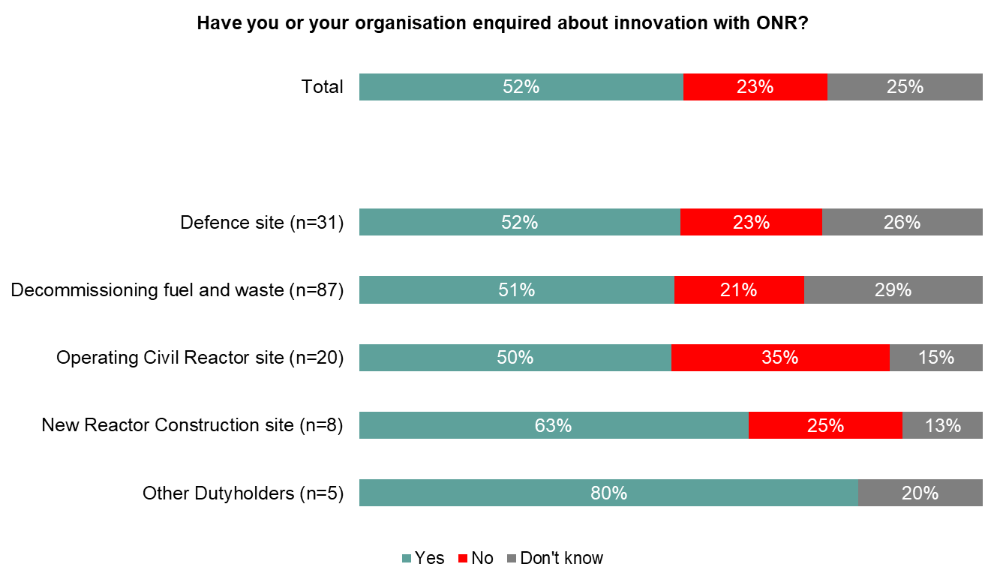 Have you or your organisation enquired about innovation with ONR?
Total 52% 23% 25%
Defence site (n=31) 52% 23% 26%
Decommissioning fuel and waste (n=87) 51% 21% 29%
Operating Civil Reactor site (n=20) 50% 35% 15%
New Reactor Construction site (n=8) 63% 25% 13%
Other Dutyholders (n=5) 80% 20%
Yes No Don't know